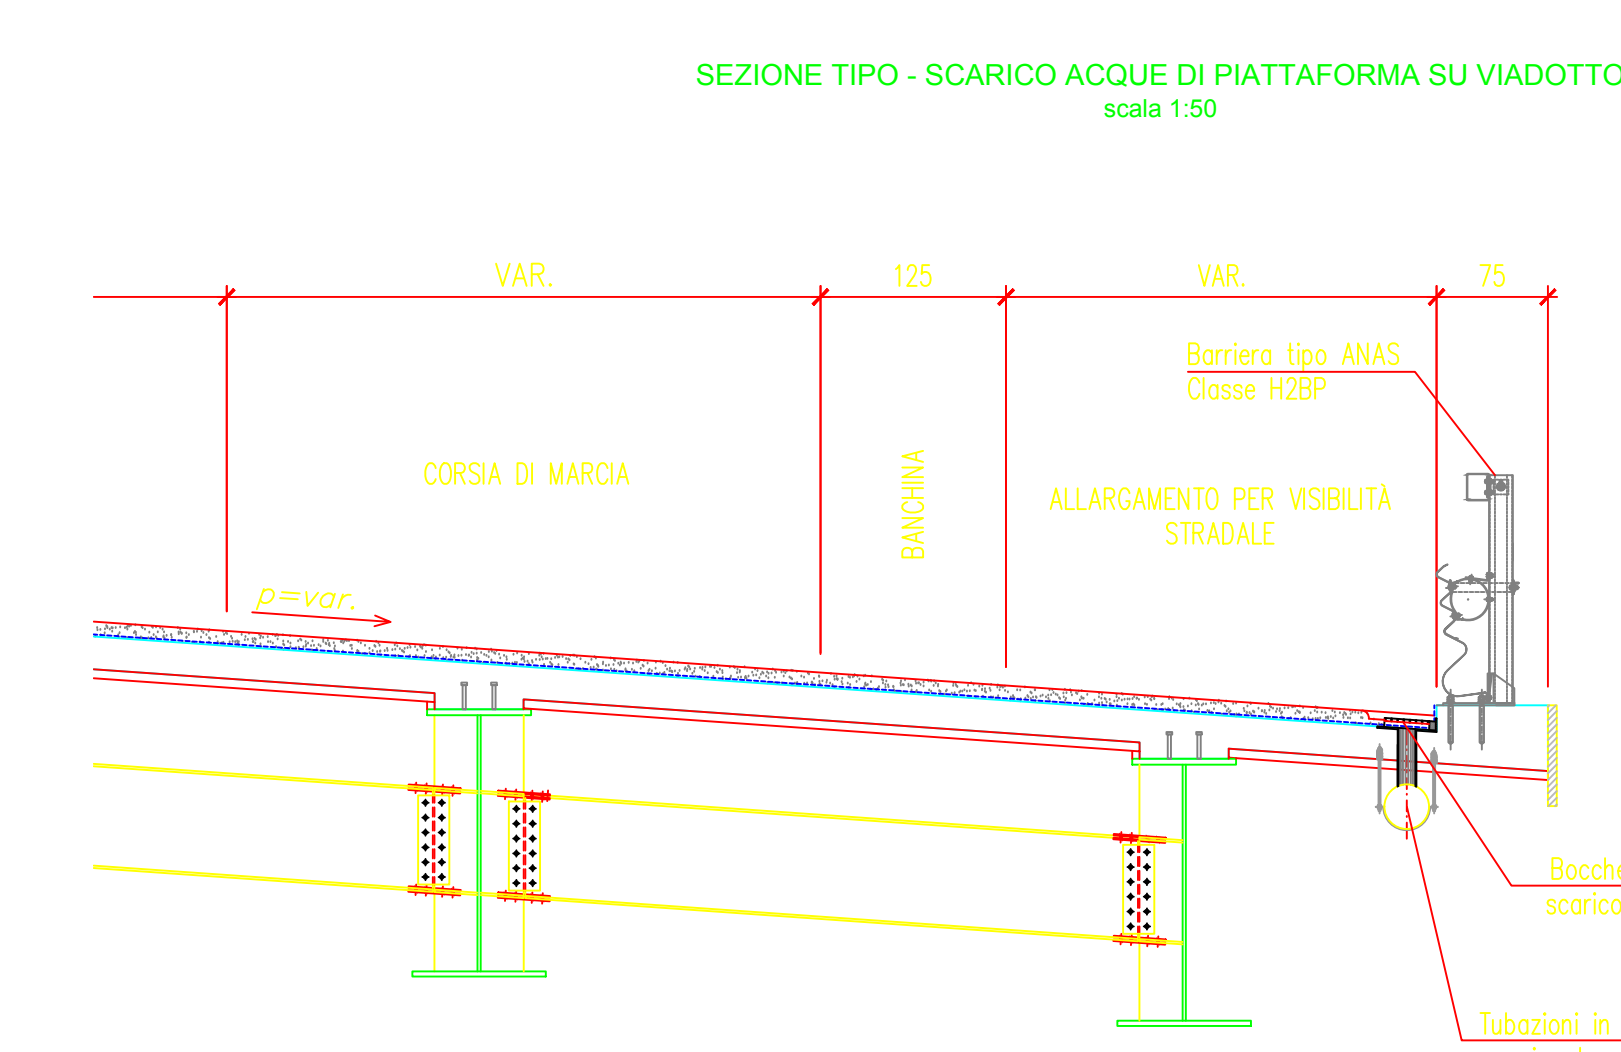 SEZIONE TIPO - SCARICO ACQUE DI PIATTAFORMA SU VIADOTTO
scala 1:50
VAR.
125
VAR.
75
Barriera tipo ANAS
Classe H2BP
CORSIA DI MARCIA
BANCHINA
ALLARGAMENTO PER VISIBILITÀ
STRADALE
p=var.
scarico
Tubazioni in